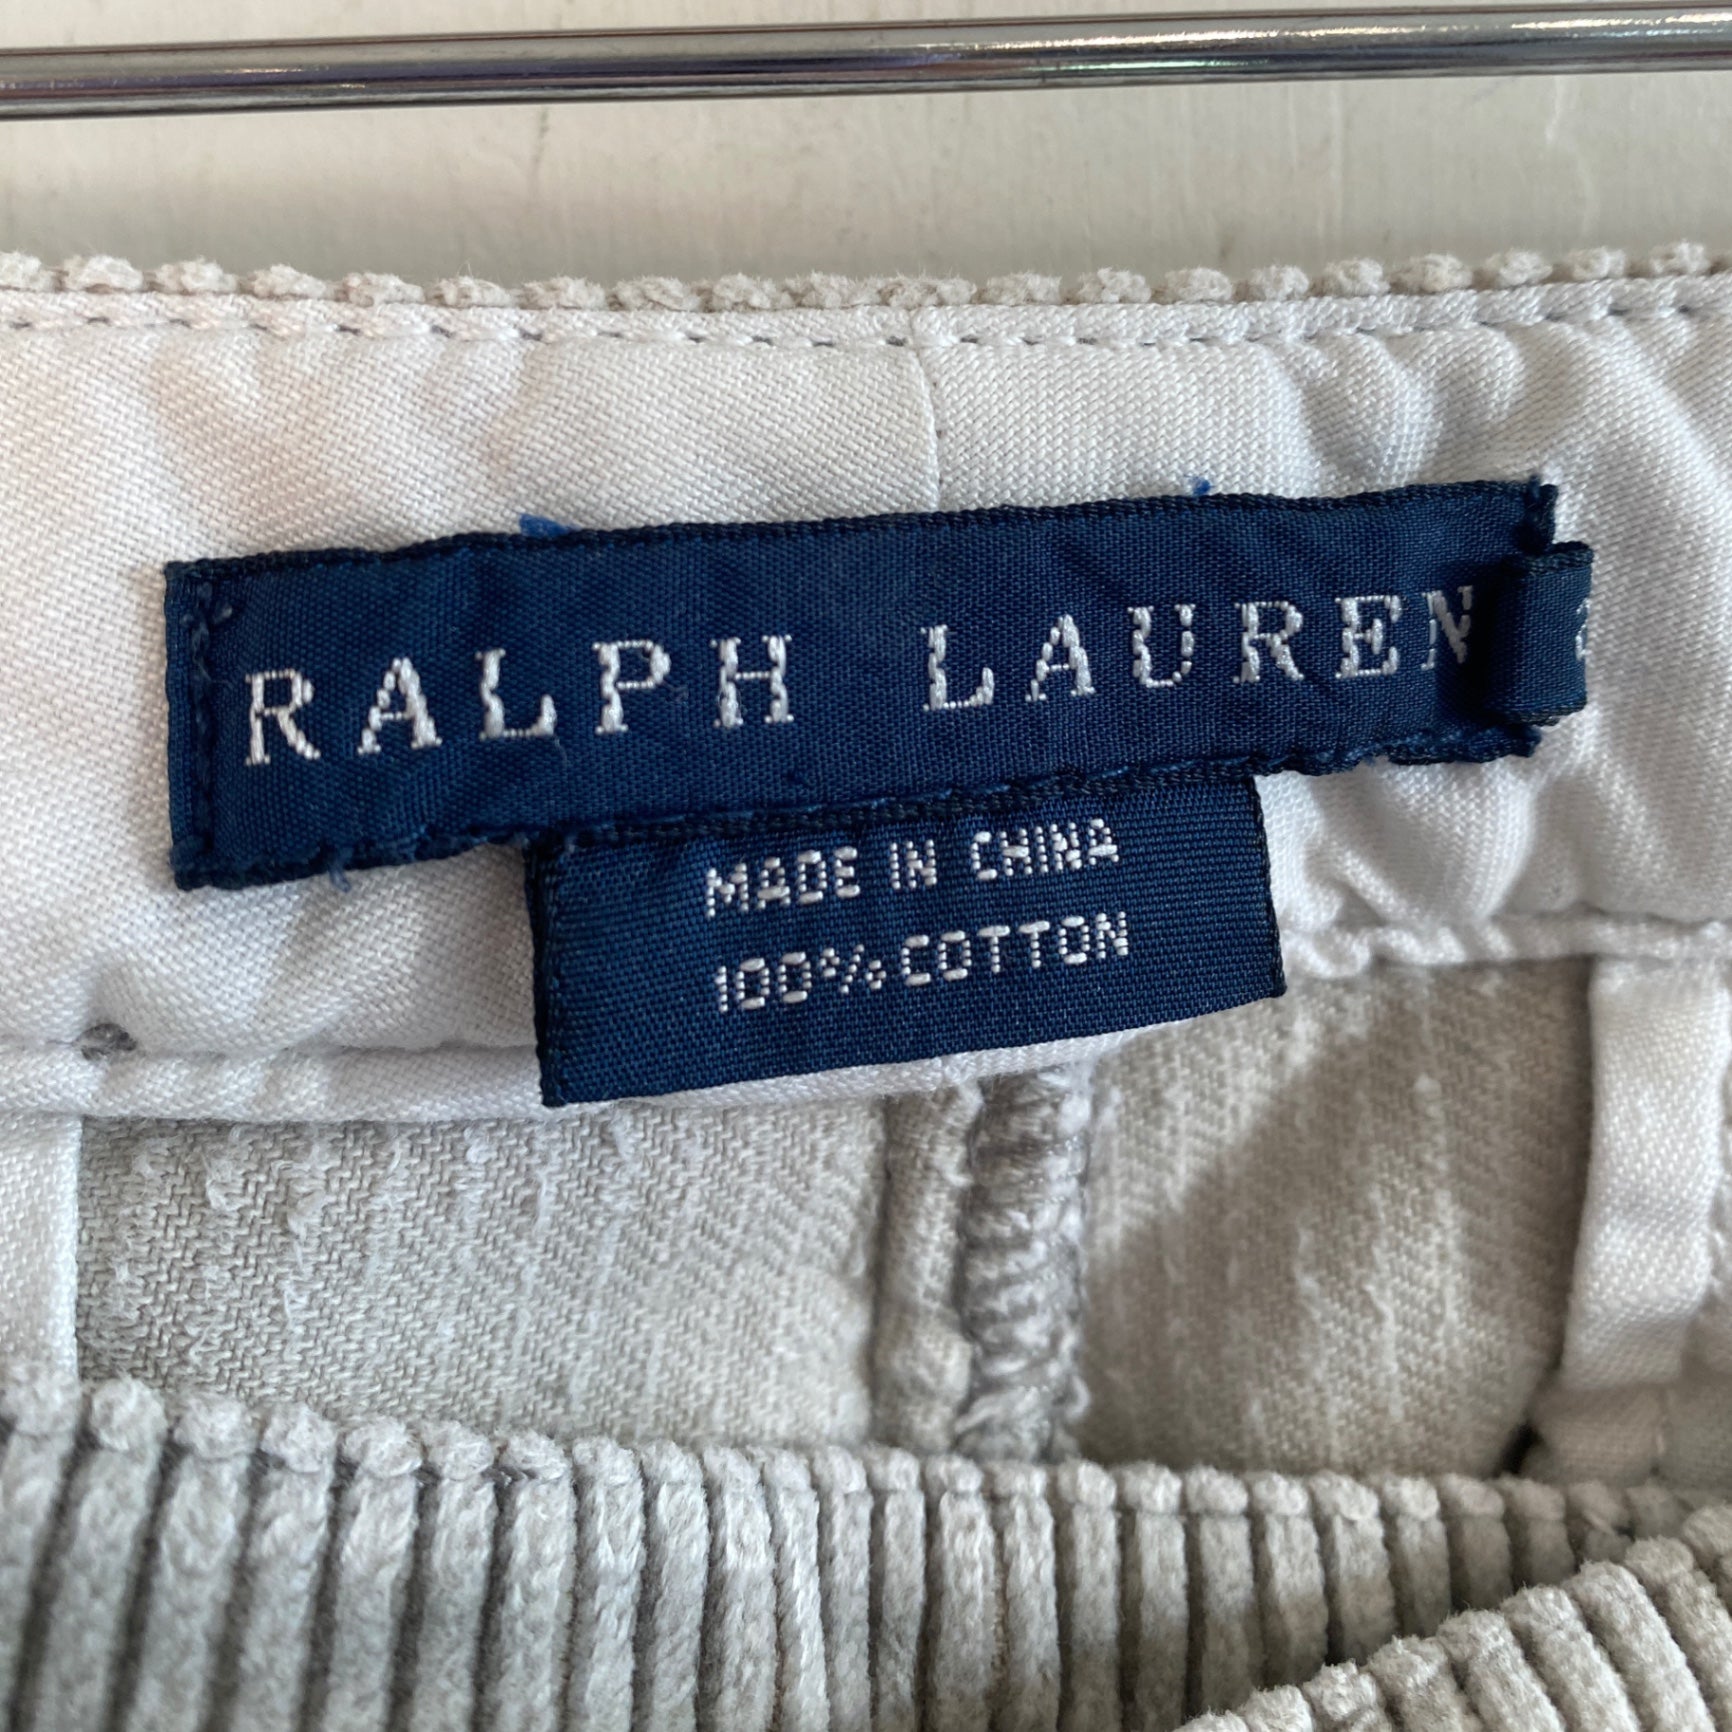 RALPH LAUREN
MADE IN CHINA
100% COTTON